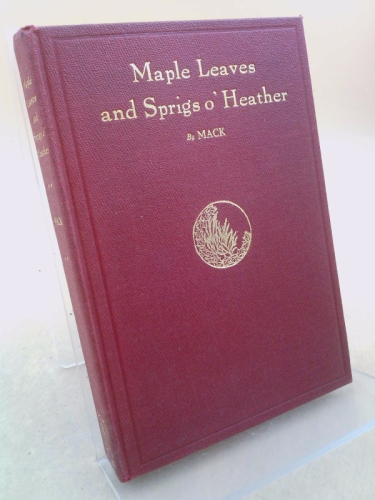 Maple Leaves
and Sprigs o' Heather
By MACK